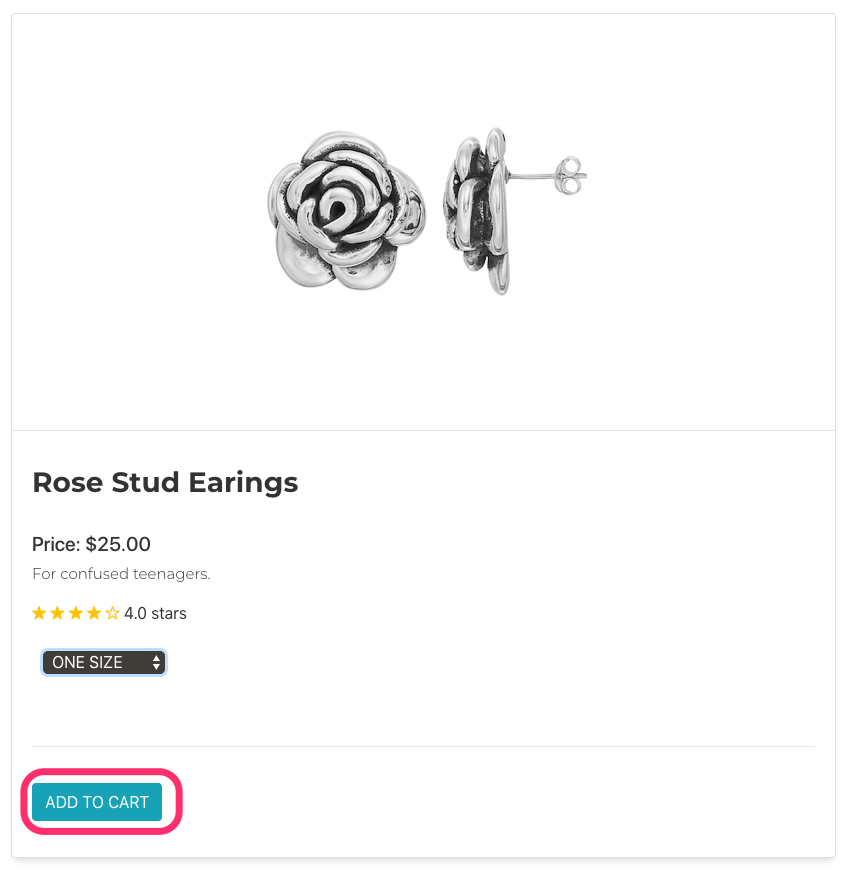 Rose Stud Earings
Price: $25.00
For confused teenagers.
4.0 stars
ONE SIZE
ADD TO CART